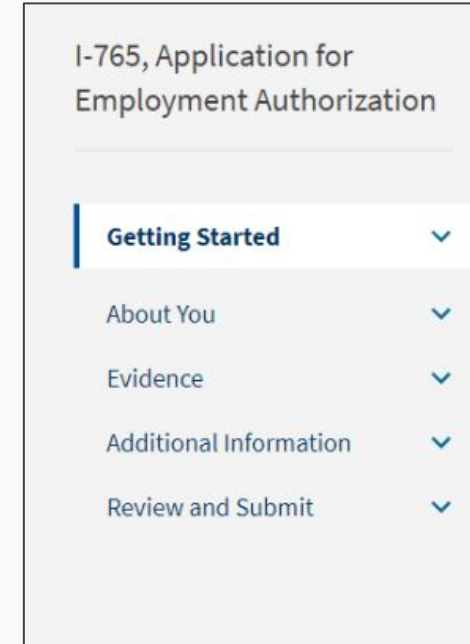 I-765, Application for
Employment Authorization
Getting Started
About You
Evidence
Additional Information
Review and Submit